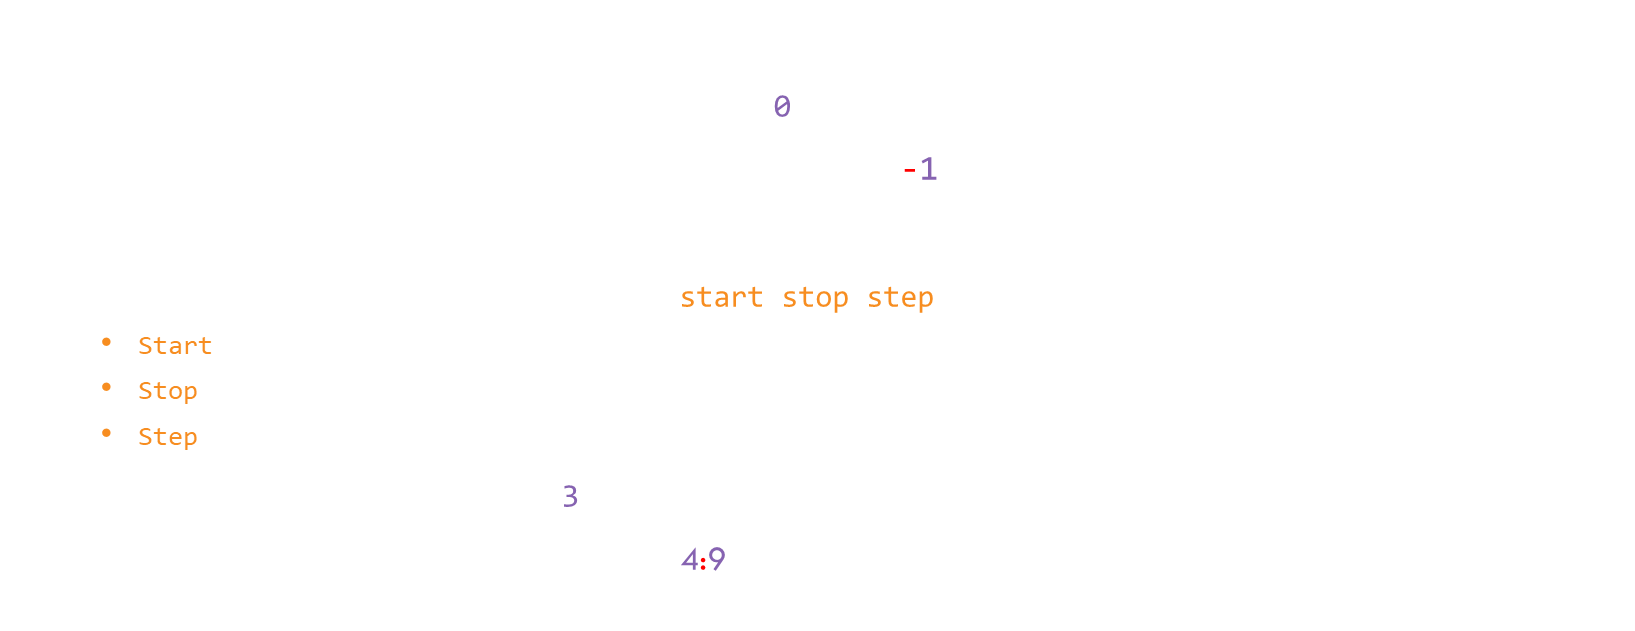 0
-1
start stop step
• Start
• Stop
• Step
3
4:9